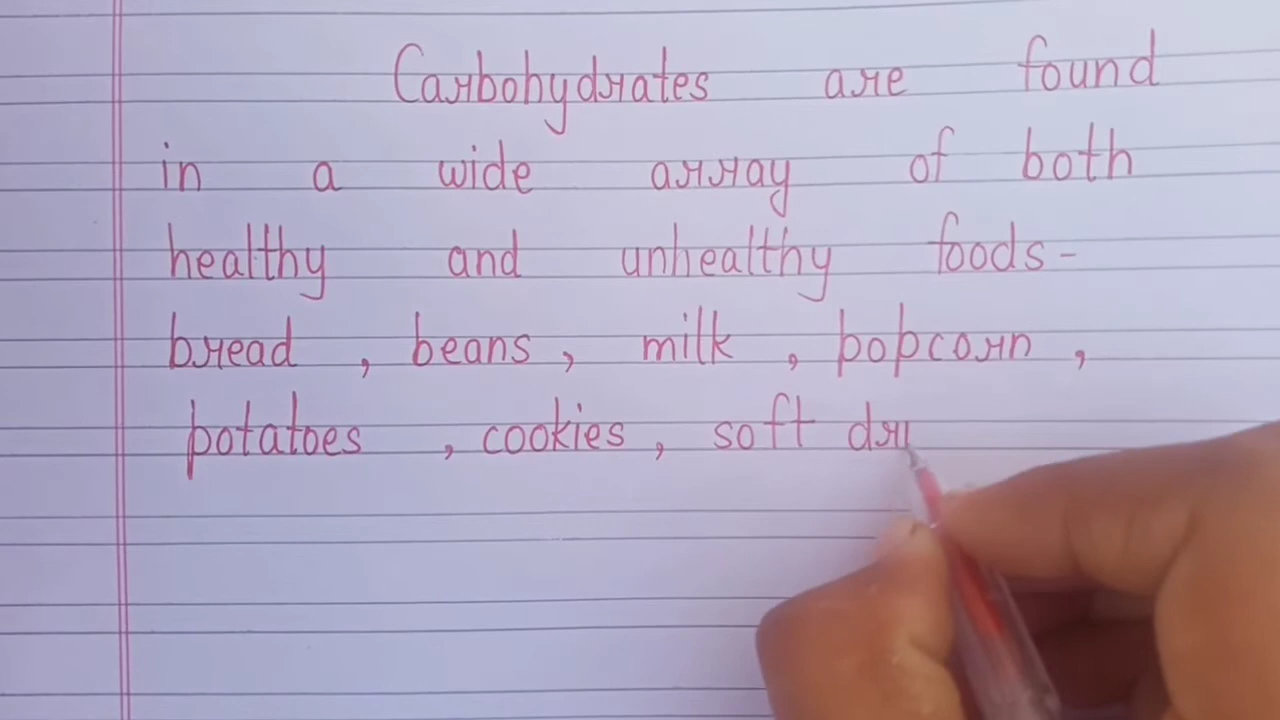 Carbohydrates are found
in a wide array of both
healthy and unhealthy foods-
bread , beans, milk , popcorn ,
potatoes , cookies, soft